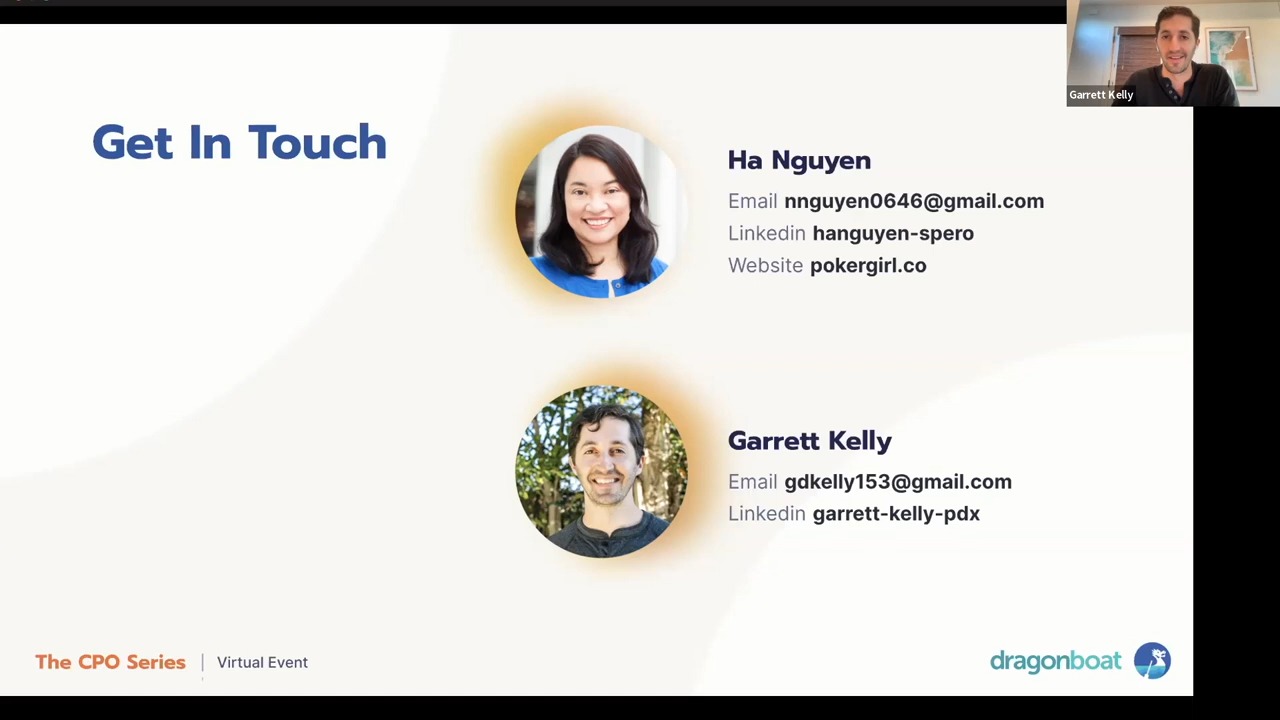 Garrett Kelly
Get In Touch
Ha Nguyen
Email nnguyen0646@gmail.com
Linkedin hanguyen-spero
Website pokergirl.co
Garrett Kelly
Email gdkelly153@gmail.com
Linkedin garrett-kelly-pdx
The CPO Series | Virtual Event
dragonboat